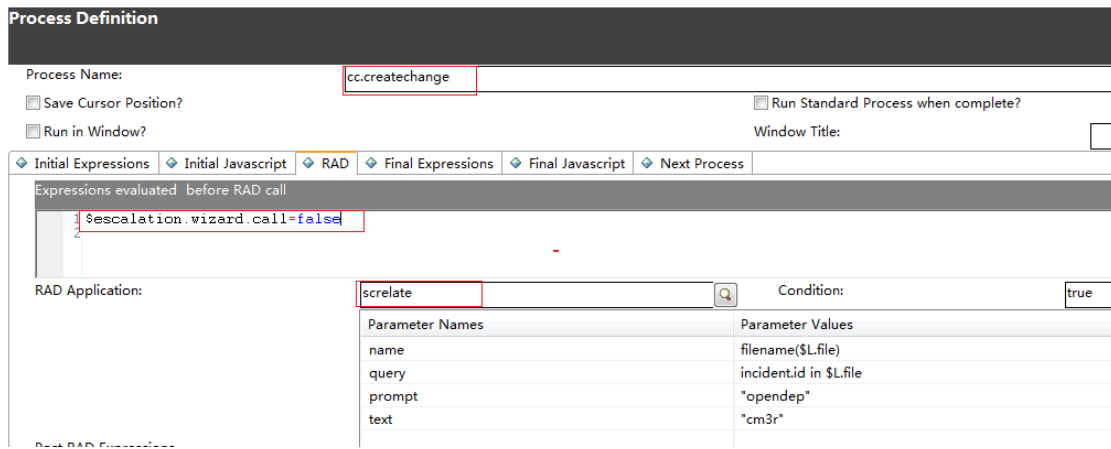 Process Definition
Process Name: cc.createchange
Save Cursor Position? Run Standard Process when complete?
Run in Window? Window Title:
Initial Expressions Initial Javascript RAD Final Expressions Final Javascript Next Process
Expressions evaluated before RAD call
1 $escalation.wizard.call=false
2
RAD Application: screlate Condition: true
Parameter Names Parameter Values
name filename($L.file)
query incident.id in $L.file
prompt "opendep"
text "cm3r"
Post RAD Expressions